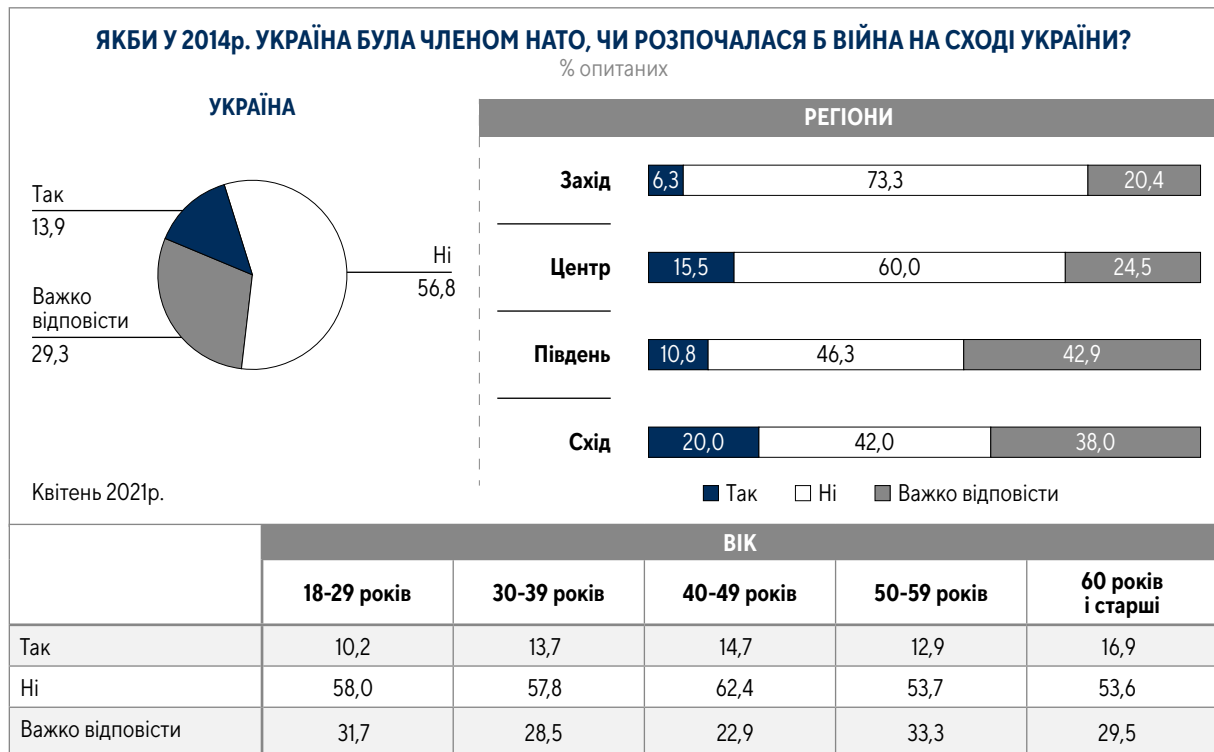 ЯКБИ У 2014р. УКРАЇНА БУЛА ЧЛЕНОМ НАТО, ЧИ РОЗПОЧАЛАСЯ Б ВІЙНА НА СХОДІ УКРАЇНИ?
% опитаних
УКРАЇНА
Так
13,9
Ні
56,8
Важко
відповісти
29,3
Квітень 2021р.
РЕГІОНИ
Захід 6,3 73,3 20,4
Центр 15,5 60,0 24,5
Південь 10,8 46,3 42,9
Схід 20,0 42,0 38,0
Так Ні Важко відповісти
ВІК
18-29 років 30-39 років 40-49 років 50-59 років 60 років
і старші
Так 10,2 13,7 14,7 12,9 16,9
Ні 58,0 57,8 62,4 53,7 53,6
Важко відповісти 31,7 28,5 22,9 33,3 29,5